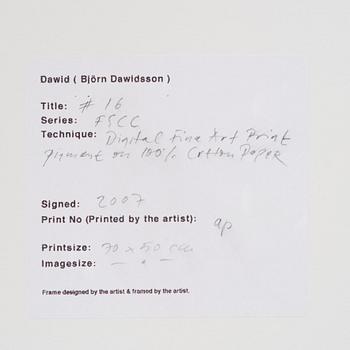 Dawid ( Björn Dawidsson )
Title: # 16
Series: FSCC
Technique: Digital Fine Art Print
pigment on 100% Cotton Paper
Signed: 2007
Print No (Printed by the artist): ap
Printsize: 70 x 50 cm
Imagesize: — " —
Frame designed by the artist & framed by the artist.